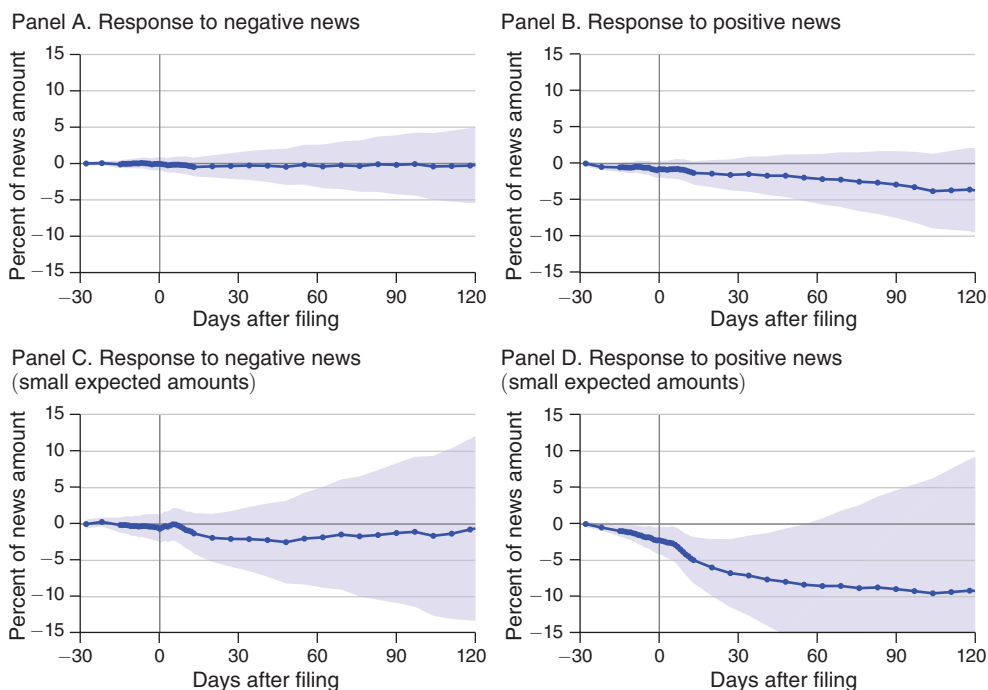 Panel A. Response to negative news
Percent of news amount
15
10
5
0
−5
−10
−15
−30 0 30 60 90 120
Days after filing
Panel B. Response to positive news
Percent of news amount
15
10
5
0
−5
−10
−15
−30 0 30 60 90 120
Days after filing
Panel C. Response to negative news
(small expected amounts)
Percent of news amount
15
10
5
0
−5
−10
−15
−30 0 30 60 90 120
Days after filing
Panel D. Response to positive news
(small expected amounts)
Percent of news amount
15
10
5
0
−5
−10
−15
−30 0 30 60 90 120
Days after filing